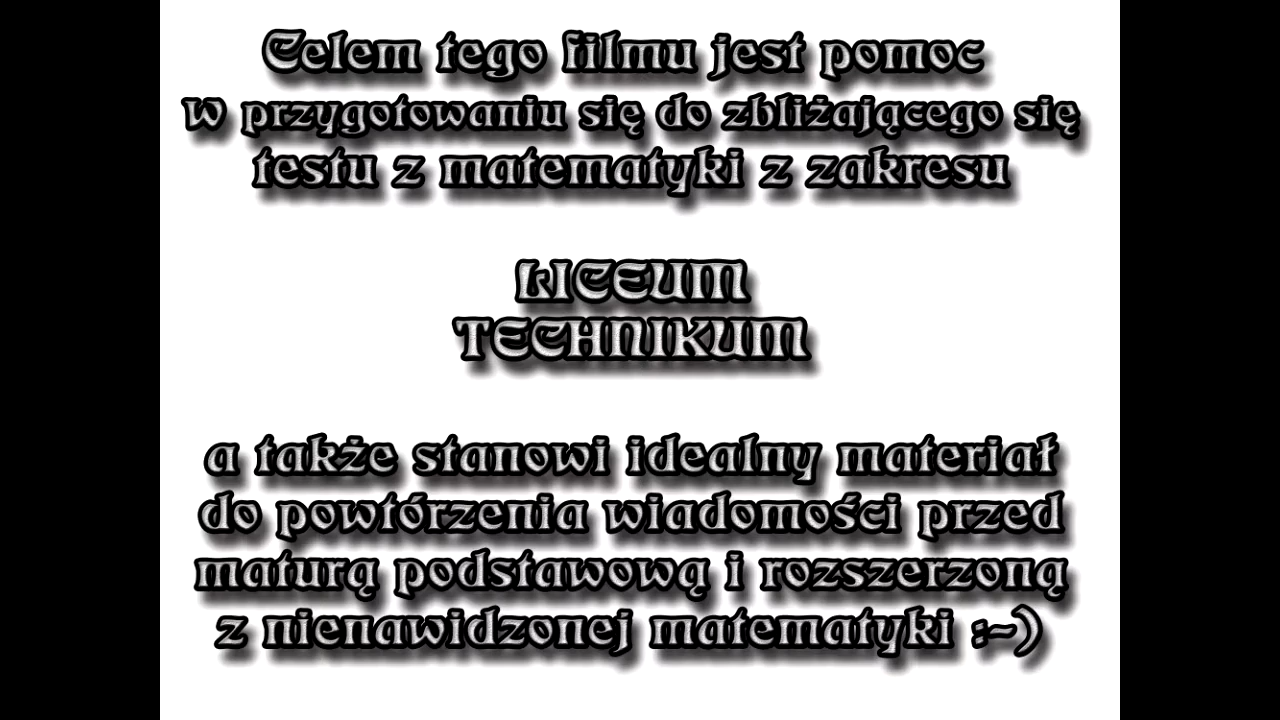 Celem tego filmu jest pomoc
w przygotowaniu się do zbliżającego się
testu z matematyki z zakresu
LICEUM
TECHNIKUM
a także stanowi idealny materiał
do powtórzenia wiadomości przed
maturą podstawową i rozszerzoną
z nienawidzonej matematyki :-)